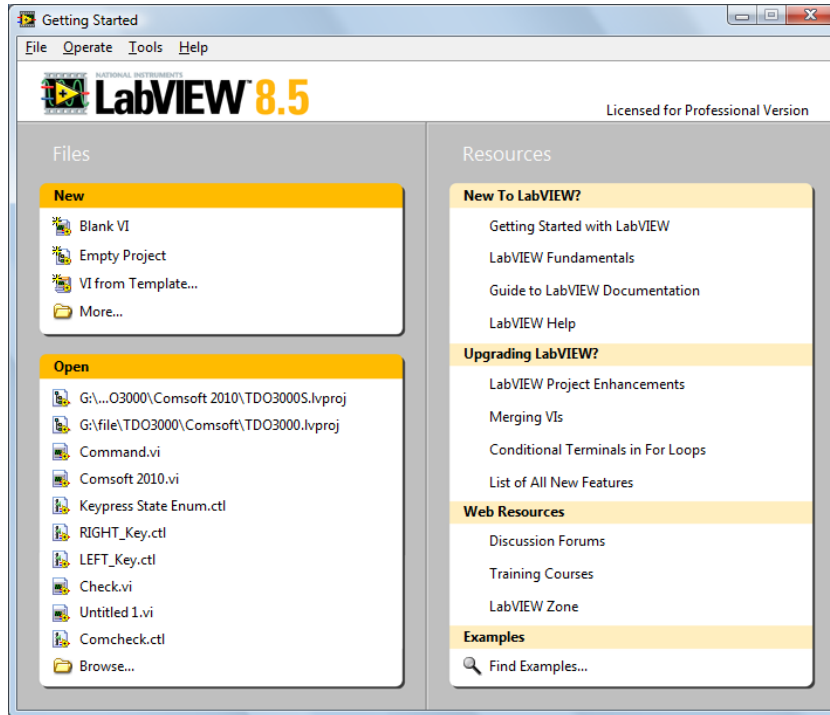 Getting Started
File Operate Tools Help
NATIONAL INSTRUMENTS
LabVIEW™ 8.5
Licensed for Professional Version
Files
New
Blank VI
Empty Project
VI from Template...
More...
Open
G:\...O3000\Comsoft 2010\TDO3000S.lvproj
G:\file\TDO3000\Comsoft\TDO3000.lvproj
Command.vi
Comsoft 2010.vi
Keypress State Enum.ctl
RIGHT_Key.ctl
LEFT_Key.ctl
Check.vi
Untitled 1.vi
Comcheck.ctl
Browse...
Resources
New To LabVIEW?
Getting Started with LabVIEW
LabVIEW Fundamentals
Guide to LabVIEW Documentation
LabVIEW Help
Upgrading LabVIEW?
LabVIEW Project Enhancements
Merging VIs
Conditional Terminals in For Loops
List of All New Features
Web Resources
Discussion Forums
Training Courses
LabVIEW Zone
Examples
Find Examples...